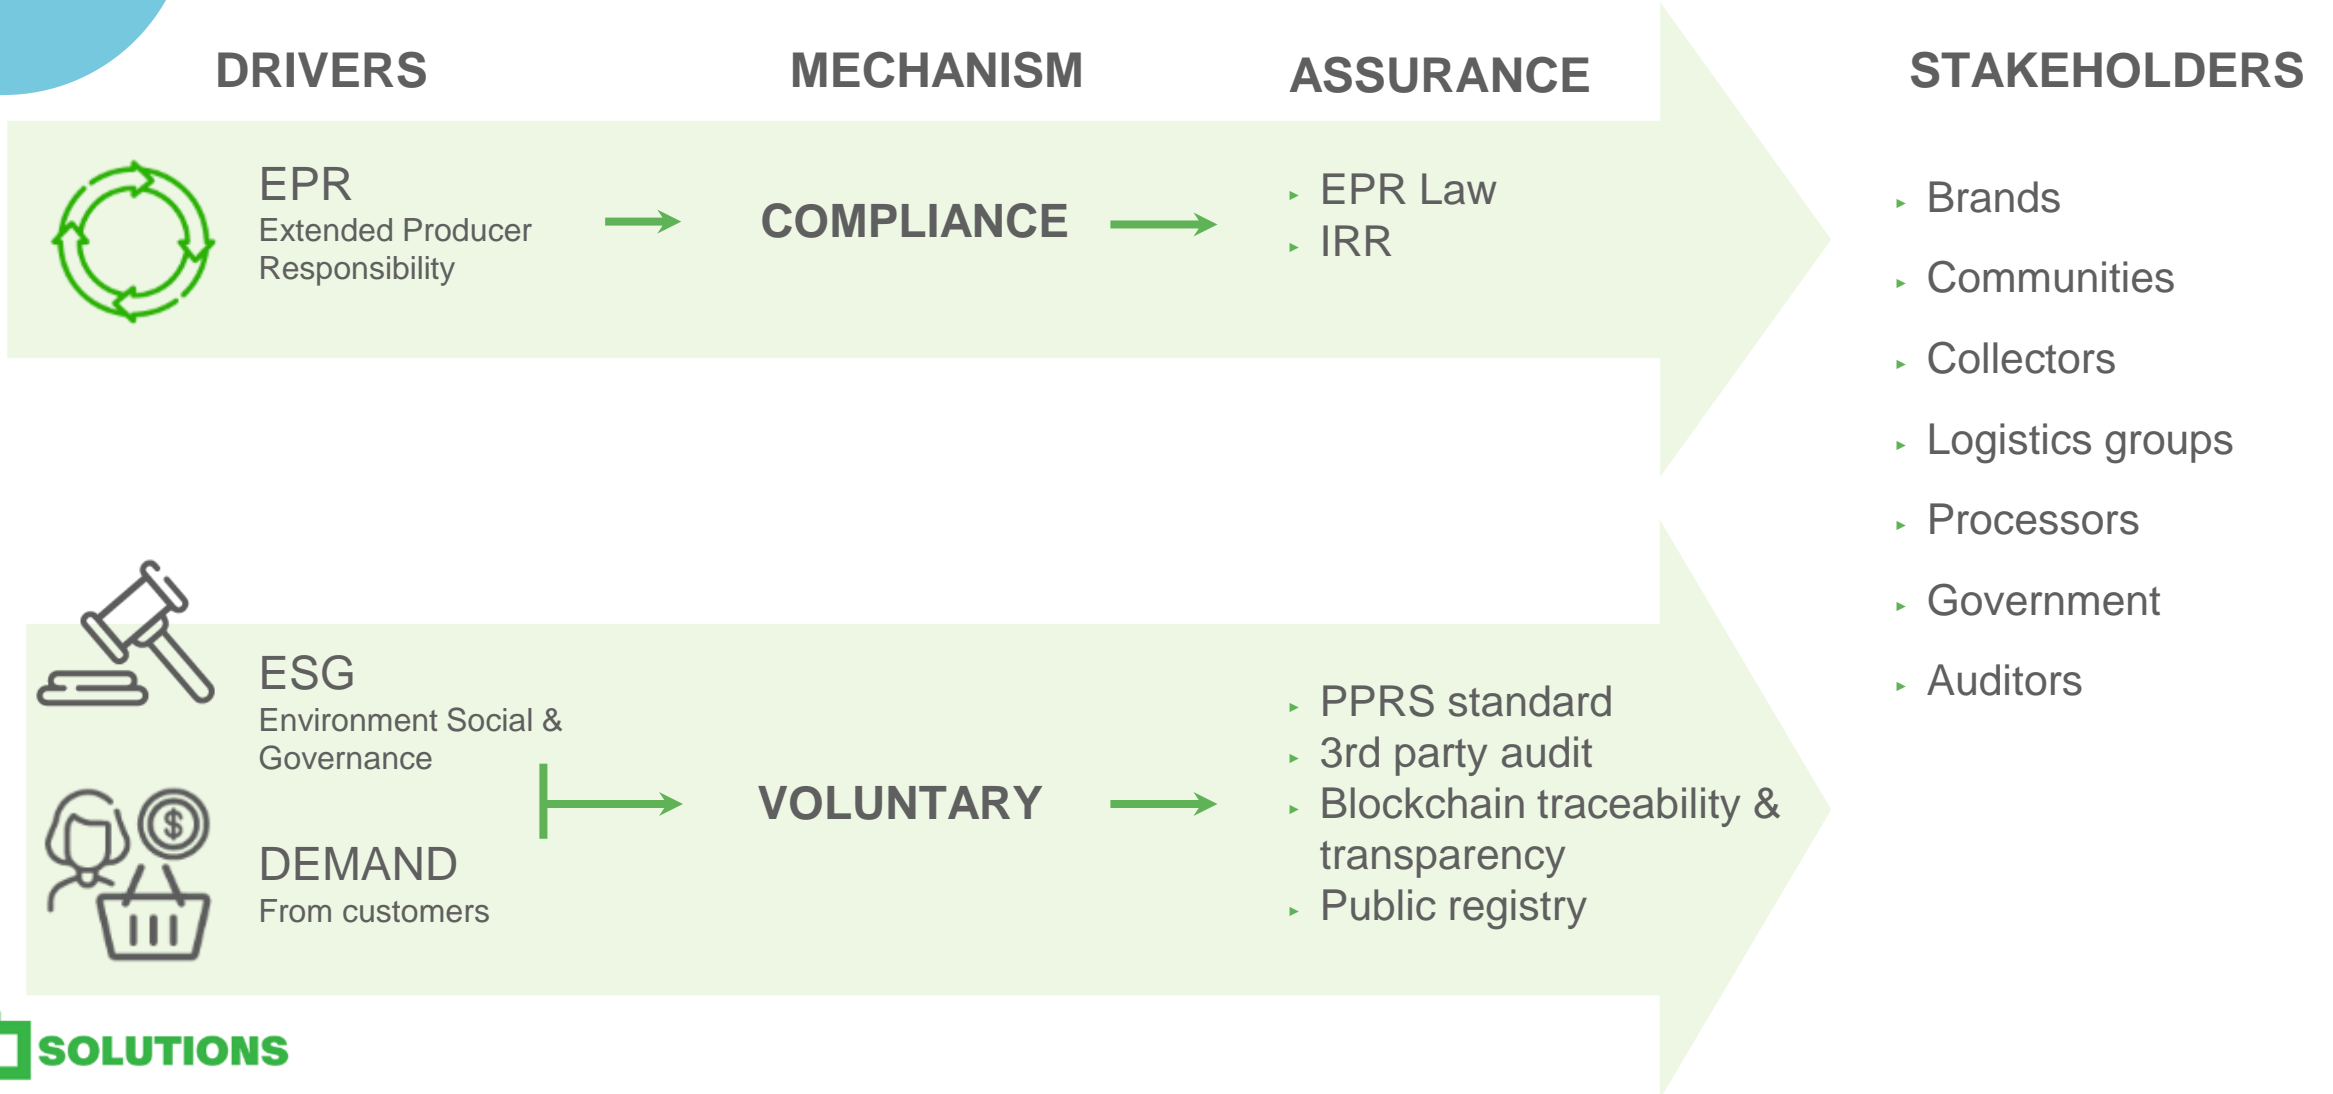 DRIVERS
MECHANISM
ASSURANCE
STAKEHOLDERS
EPR
Extended Producer
Responsibility
COMPLIANCE
▸ EPR Law
▸ IRR
ESG
Environment Social &
Governance
DEMAND
From customers
VOLUNTARY
▸ PPRS standard
▸ 3rd party audit
▸ Blockchain traceability &
transparency
▸ Public registry
▸ Brands
▸ Communities
▸ Collectors
▸ Logistics groups
▸ Processors
▸ Government
▸ Auditors
$
SOLUTIONS